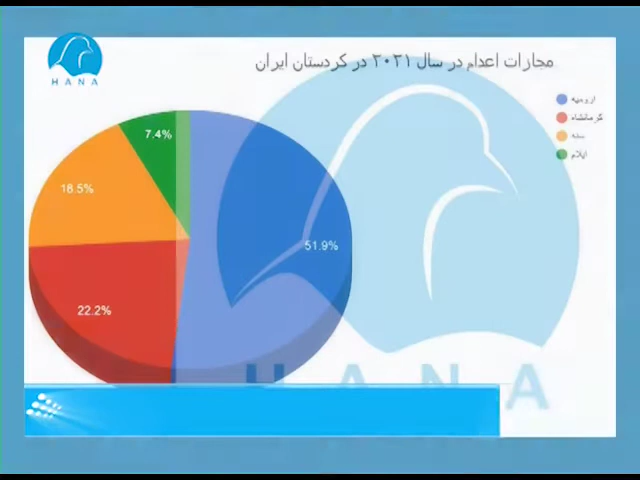 HANA
مجازات اعدام در سال ۲۰۲۱ در کردستان ایران
ارومیه
کرمانشاه
سنه
ایلام
7.4%
18.5%
51.9%
22.2%
HANA